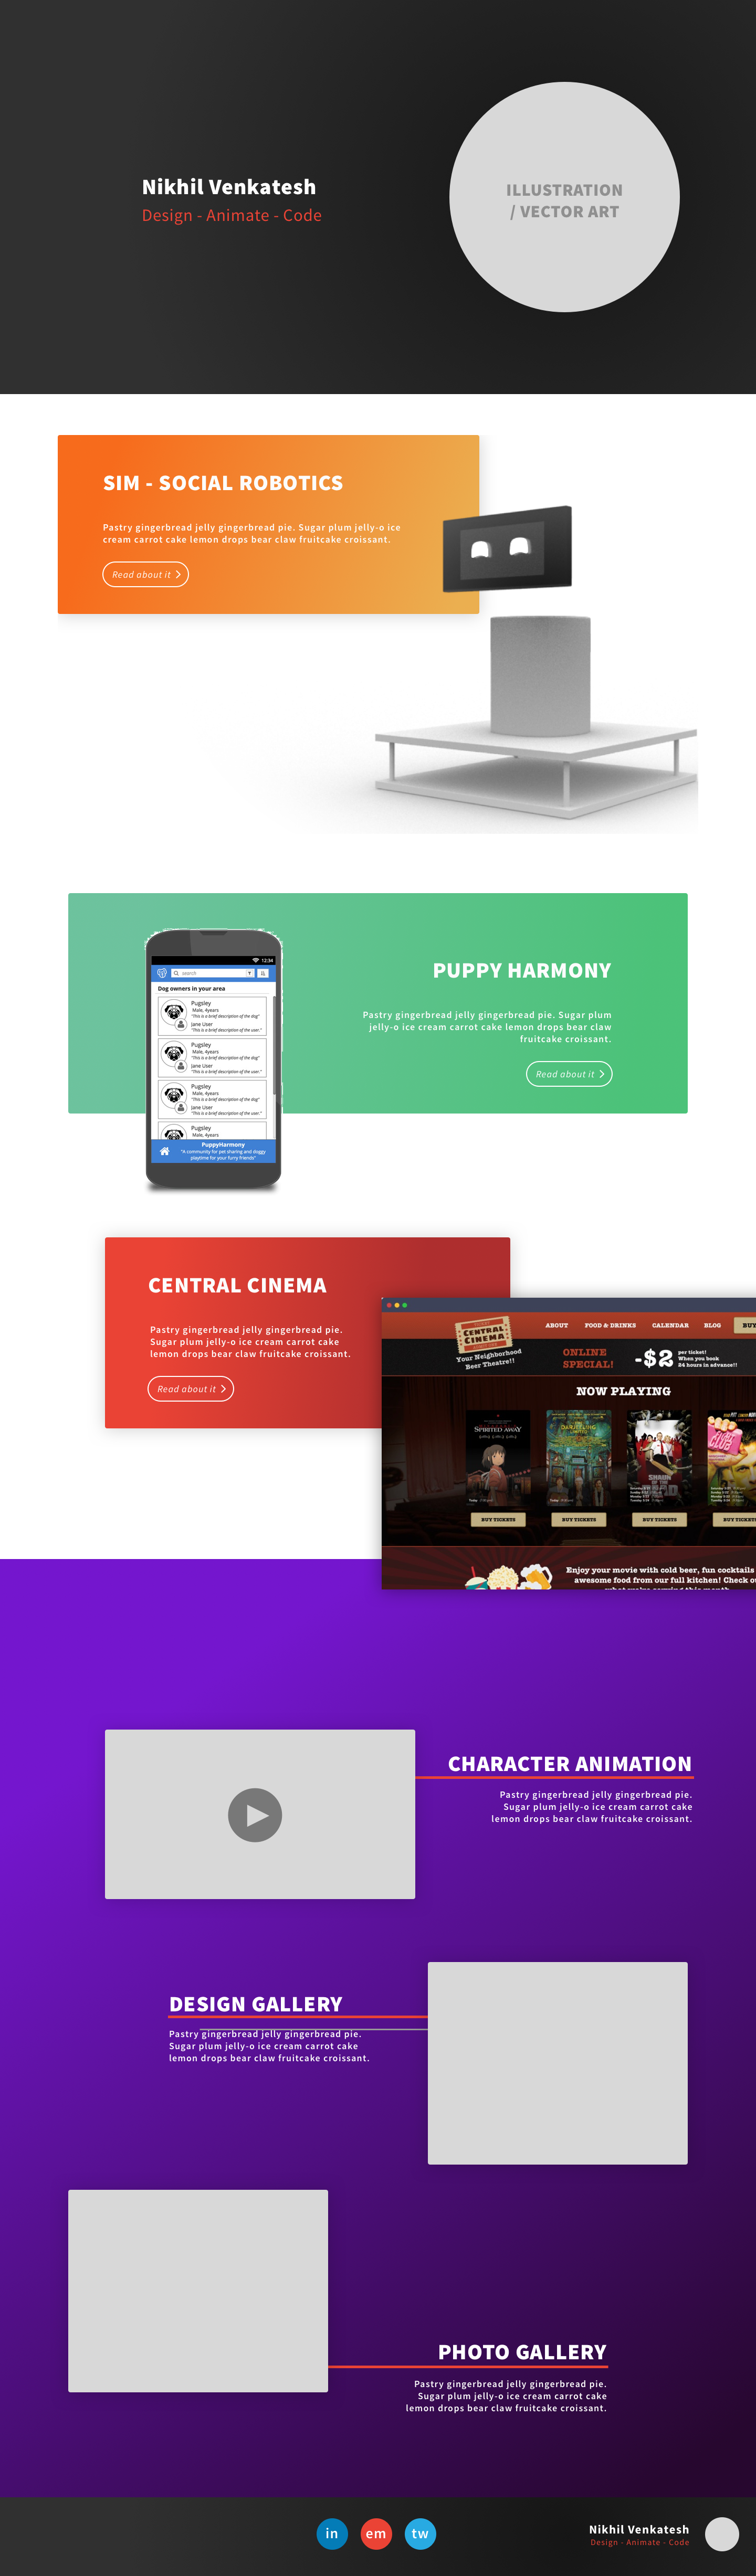 Nikhil Venkatesh
Design - Animate - Code
ILLUSTRATION
/ VECTOR ART
SIM - SOCIAL ROBOTICS
Pastry gingerbread jelly gingerbread pie. Sugar plum jelly-o ice
cream carrot cake lemon drops bear claw fruitcake croissant.
Read about it
12:34
search
Dog owners in your area
Pugsley
Male, 4years
"This is a brief description of the dog"
Jane User
"This is a brief description of the user."
Pugsley
Male, 4years
"This is a brief description of the dog"
Jane User
"This is a brief description of the user."
Pugsley
Male, 4years
"This is a brief description of the dog"
Jane User
"This is a brief description of the user."
Pugsley
Male, 4years
PuppyHarmony
"A community for pet sharing and doggy
playtime for your furry friends"
PUPPY HARMONY
Pastry gingerbread jelly gingerbread pie. Sugar plum
jelly-o ice cream carrot cake lemon drops bear claw
fruitcake croissant.
Read about it
CENTRAL CINEMA
Pastry gingerbread jelly gingerbread pie.
Sugar plum jelly-o ice cream carrot cake
lemon drops bear claw fruitcake croissant.
Read about it
CENTRAL
CINEMA
Your Neighborhood
Beer Theatre!!
ABOUT FOOD & DRINKS CALENDAR BLOG BUY
ONLINE
SPECIAL!
-$2
per ticket!
When you book
24 hours in advance!!
NOW PLAYING
SPIRITED AWAY
DARJEELING
SHAUN
OF THE
CLUB
BUY TICKETS
BUY TICKETS
BUY TICKETS
BUY TICKETS
Enjoy your movie with cold beer, fun cocktails
awesome food from our full kitchen! Check
CHARACTER ANIMATION
Pastry gingerbread jelly gingerbread pie.
Sugar plum jelly-o ice cream carrot cake
lemon drops bear claw fruitcake croissant.
DESIGN GALLERY
Pastry gingerbread jelly gingerbread pie.
Sugar plum jelly-o ice cream carrot cake
lemon drops bear claw fruitcake croissant.
PHOTO GALLERY
Pastry gingerbread jelly gingerbread pie.
Sugar plum jelly-o ice cream carrot cake
lemon drops bear claw fruitcake croissant.
in em tw
Nikhil Venkatesh
Design - Animate - Code